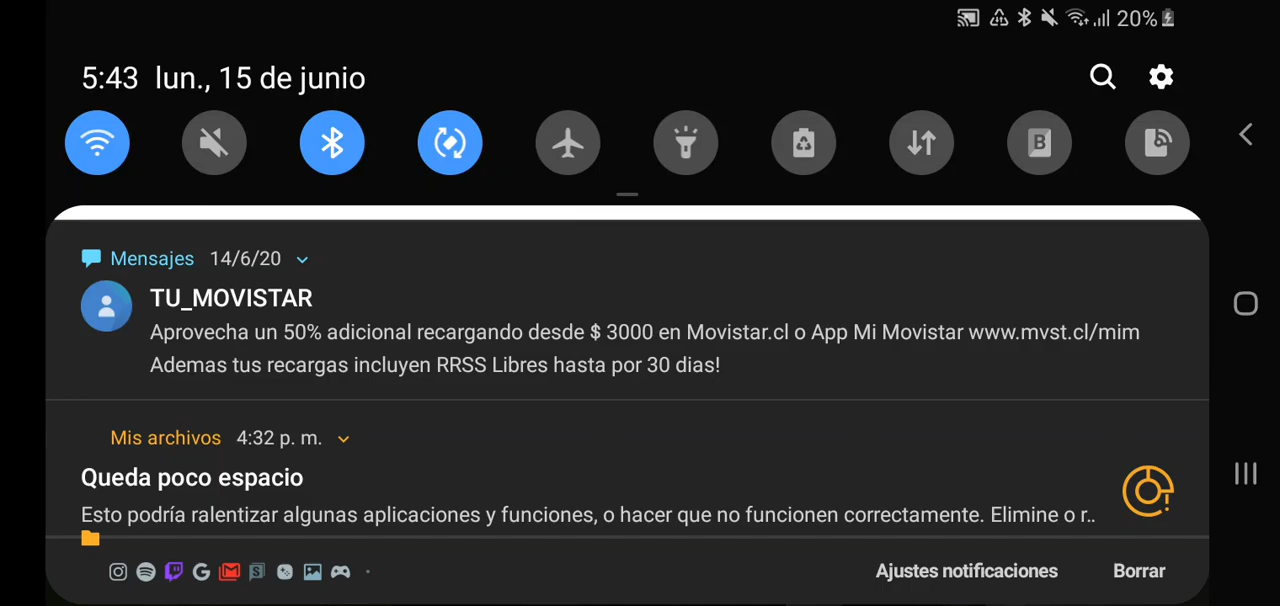 20%
5:43 lun., 15 de junio
B
Mensajes 14/6/20
TU_MOVISTAR
Aprovecha un 50% adicional recargando desde $ 3000 en Movistar.cl o App Mi Movistar www.mvst.cl/mim
Ademas tus recargas incluyen RRSS Libres hasta por 30 dias!
Mis archivos 4:32 p. m.
Queda poco espacio
Esto podría ralentizar algunas aplicaciones y funciones, o hacer que no funcionen correctamente. Elimine o r..
Ajustes notificaciones Borrar